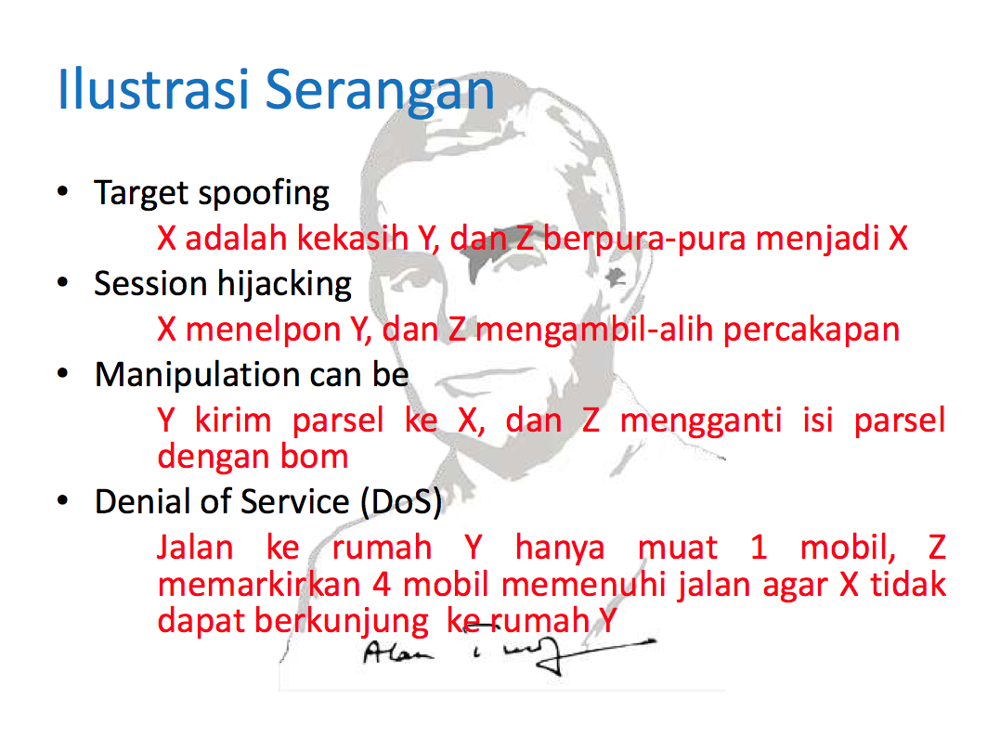 Ilustrasi Serangan
• Target spoofing
X adalah kekasih Y, dan Z berpura-pura menjadi X
• Session hijacking
X menelpon Y, dan Z mengambil-alih percakapan
• Manipulation can be
Y kirim parsel ke X, dan Z mengganti isi parsel
dengan bom
• Denial of Service (DoS)
Jalan ke rumah Y hanya muat 1 mobil, Z
memarkirkan 4 mobil memenuhi jalan agar X tidak
dapat berkunjung ke rumah Y
Alan Turing